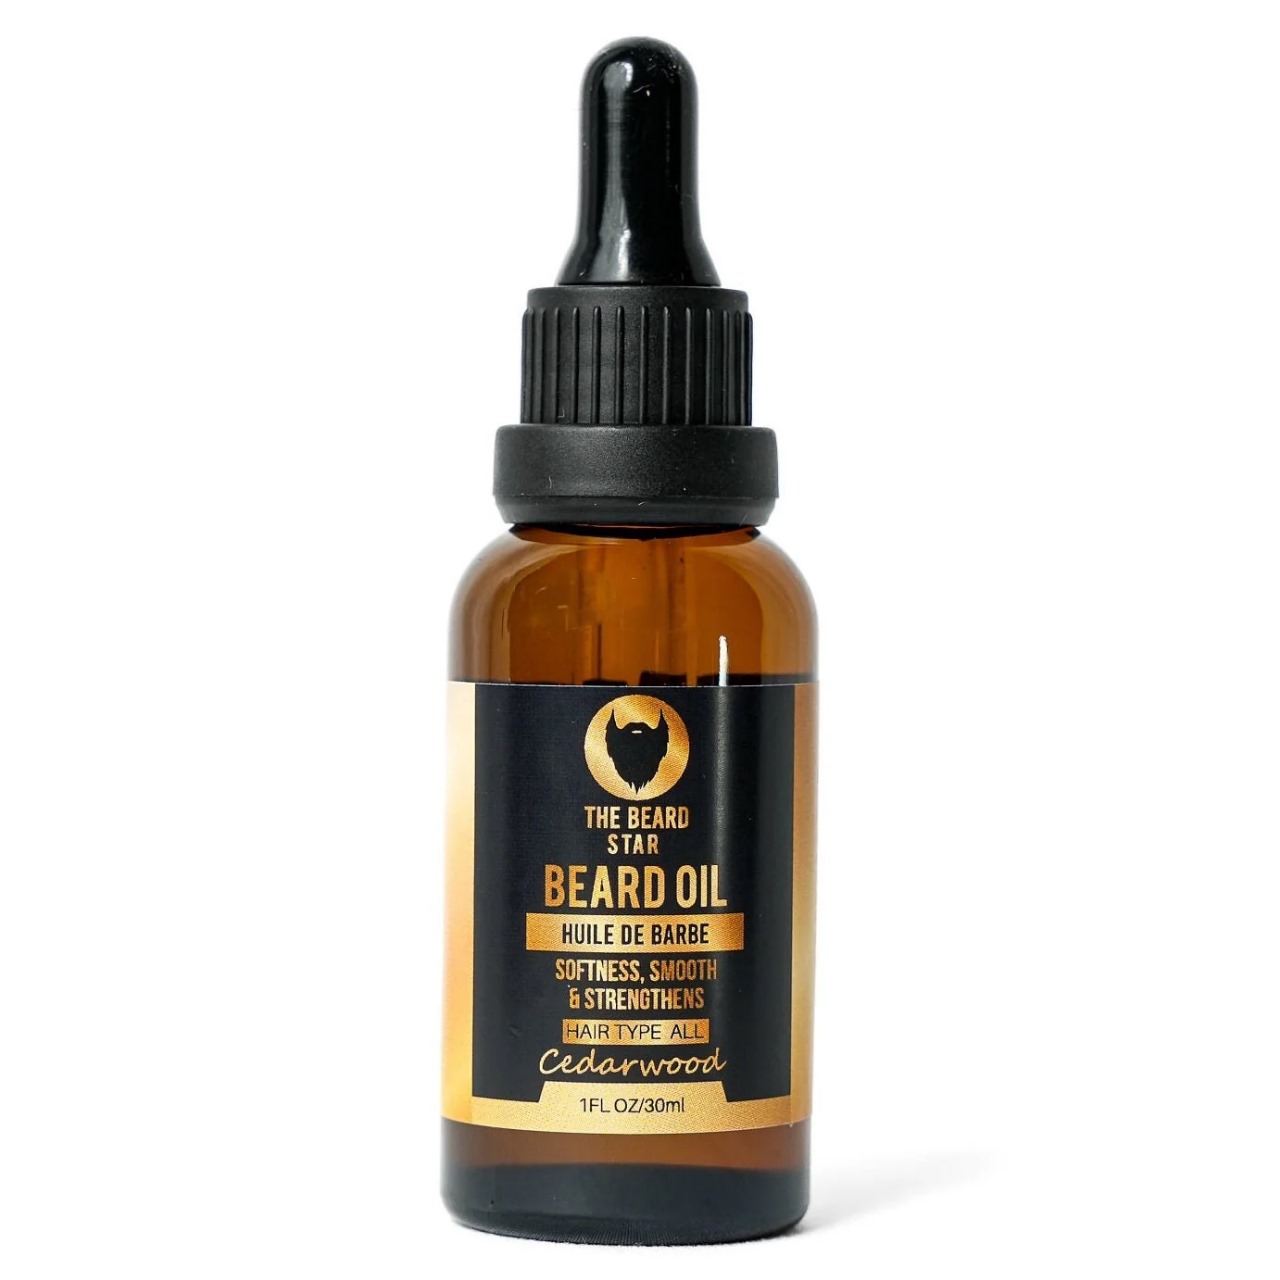 THE BEARD
STAR
BEARD OIL
HUILE DE BARBE
SOFTNESS, SMOOTH
& STRENGTHENS
HAIR TYPE ALL
Cedarwood
1FL OZ/30ml